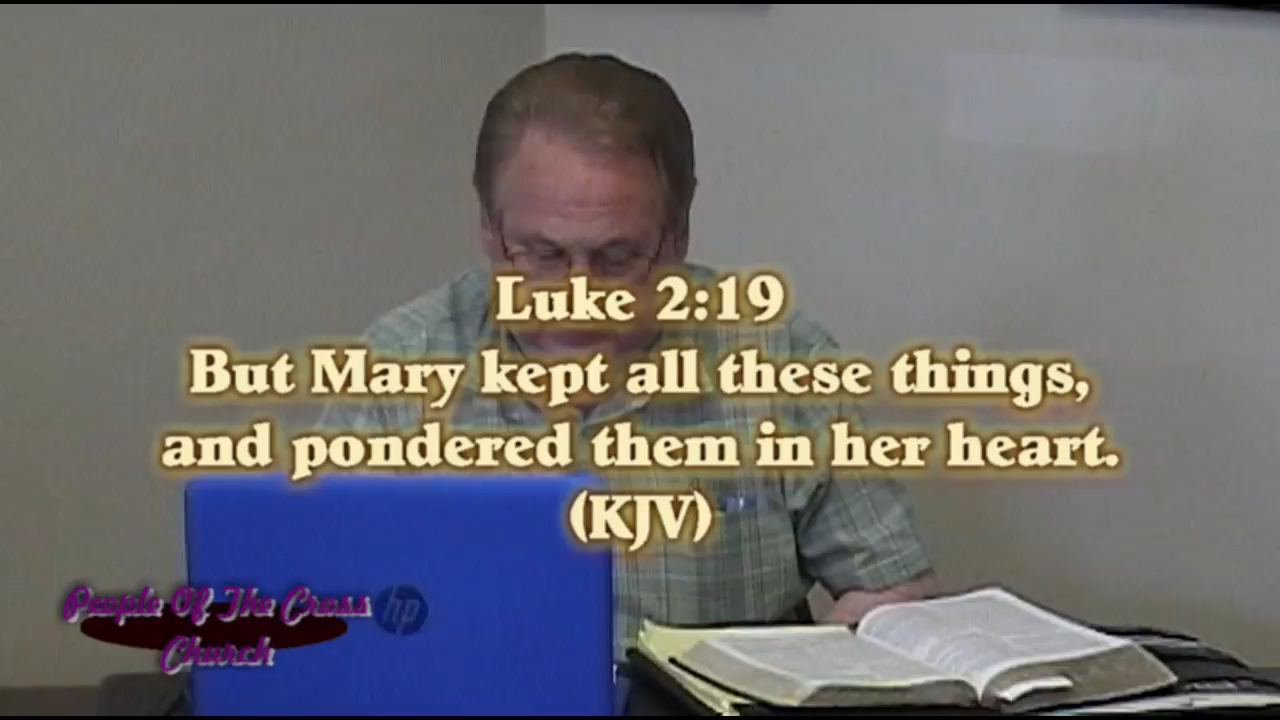 Luke 2:19
But Mary kept all these things,
and pondered them in her heart.
(KJV)
People Of The Cross
Church
hp